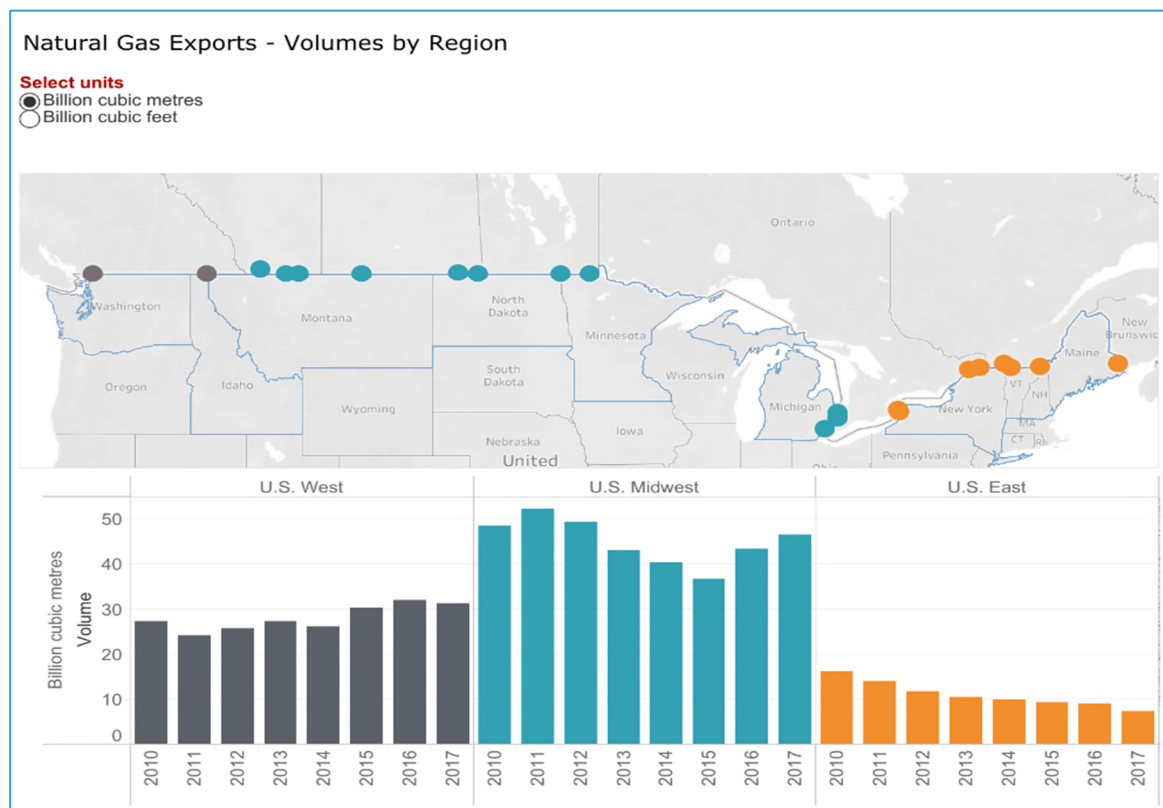 Natural Gas Exports - Volumes by Region
Select units
Billion cubic metres
Billion cubic feet
Ontario
Washington
Montana
North
Dakota
Minnesota
New
Brunswick
Maine
Oregon
Idaho
South
Dakota
Wisconsin
Michigan
VT
NH
New York
Wyoming
Iowa
MA
CT
Nebraska
United
Pennsylvania
U.S. West
U.S. Midwest
U.S. East
Billion cubic metres
Volume
50
40
30
20
10
0
2010 2011 2012 2013 2014 2015 2016 2017
2010 2011 2012 2013 2014 2015 2016 2017
2010 2011 2012 2013 2014 2015 2016 2017